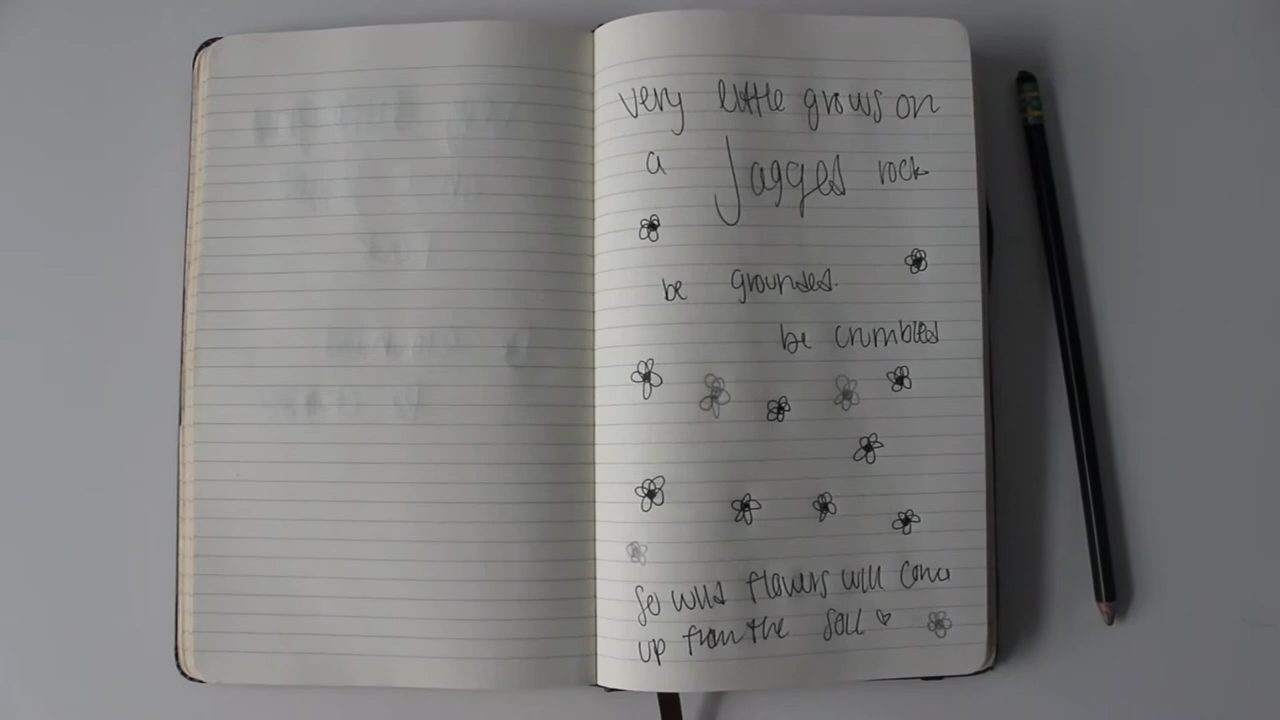 very little grows on
a Jagged rock
be grounded.
be crumbled
so wild flowers will come
up from the soil ♡